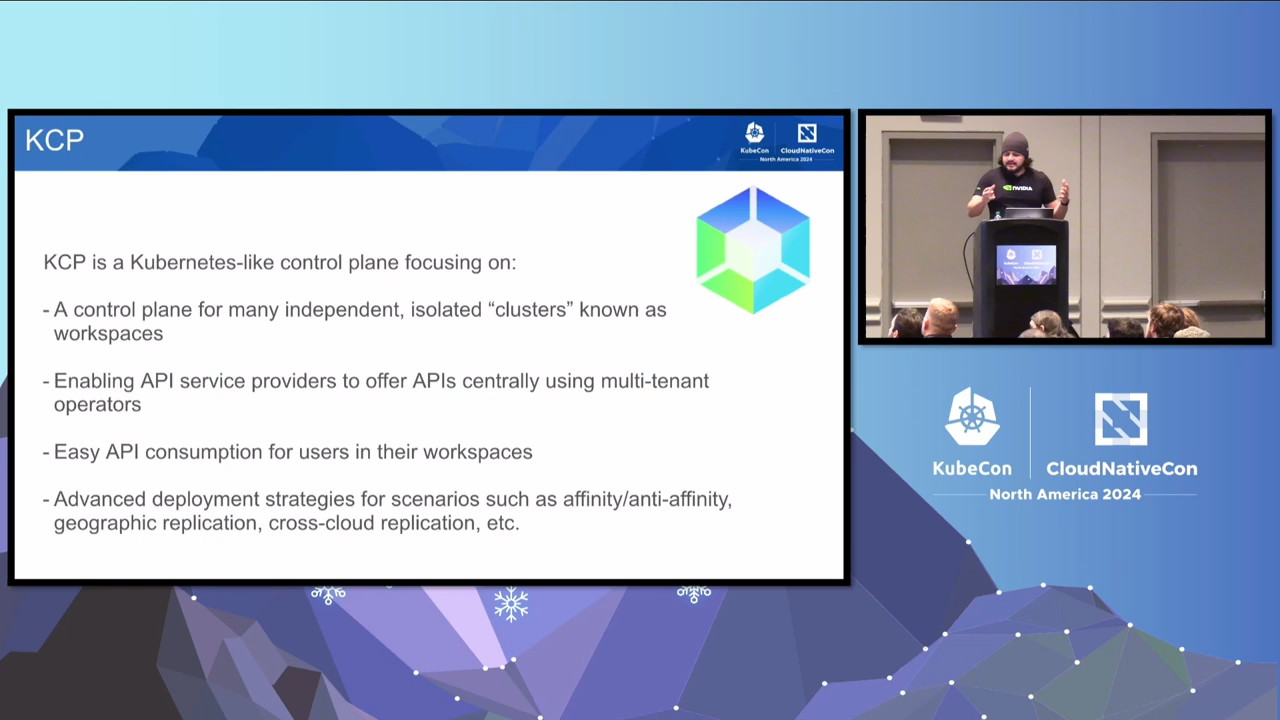 KCP
KubeCon
CloudNativeCon
North America 2024
KCP is a Kubernetes-like control plane focusing on:
- A control plane for many independent, isolated “clusters” known as
workspaces
- Enabling API service providers to offer APIs centrally using multi-tenant
operators
- Easy API consumption for users in their workspaces
- Advanced deployment strategies for scenarios such as affinity/anti-affinity,
geographic replication, cross-cloud replication, etc.
NVIDIA
KubeCon
CloudNativeCon
North America 2024